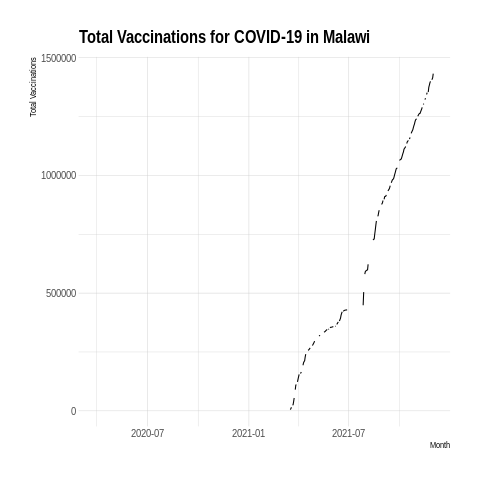 Total Vaccinations for COVID-19 in Malawi
Total Vaccinations
1500000
1000000
500000
0
2020-07 2021-01 2021-07
Month